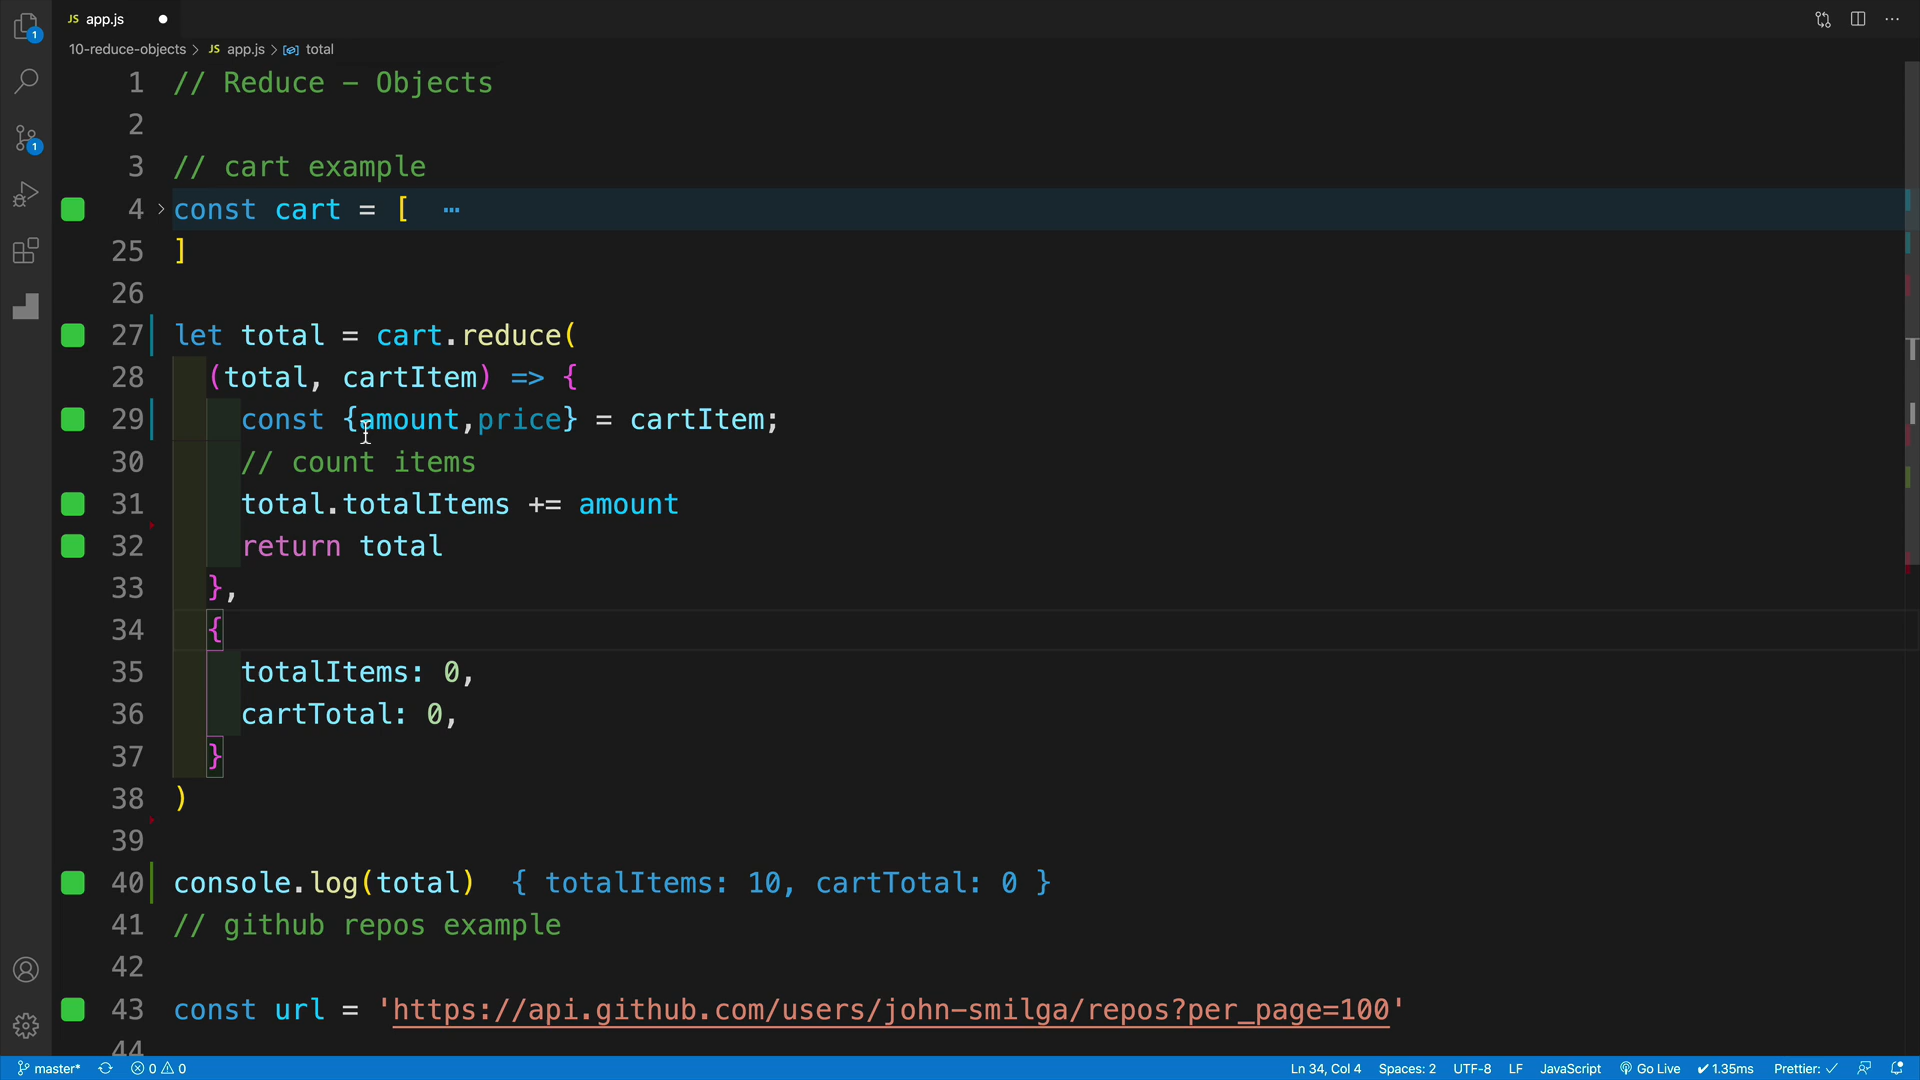 JS app.js
10-reduce-objects > JS app.js > total
1 // Reduce - Objects
2
3 // cart example
4 > const cart = [ ⋯
25 ]
26
27 let total = cart.reduce(
28 (total, cartItem) => {
29 const {amount,price} = cartItem;
30 // count items
31 total.totalItems += amount
32 return total
33 },
34 {
35 totalItems: 0,
36 cartTotal: 0,
37 }
38 )
39
40 console.log(total) { totalItems: 10, cartTotal: 0 }
41 // github repos example
42
43 const url = 'https://api.github.com/users/john-smilga/repos?per_page=100'
44
1
1
master* 0 0 Ln 34, Col 4 Spaces: 2 UTF-8 LF JavaScript Go Live ✓ 1.35ms Prettier: ✓